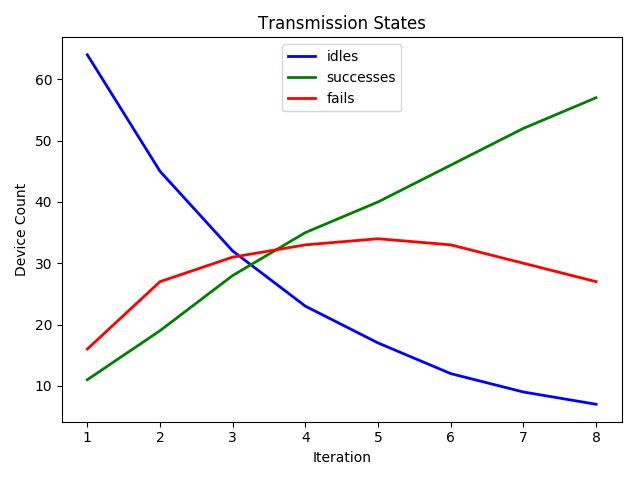 Transmission States
idles
successes
fails
Device Count
60
50
40
30
20
10
1 2 3 4 5 6 7 8
Iteration